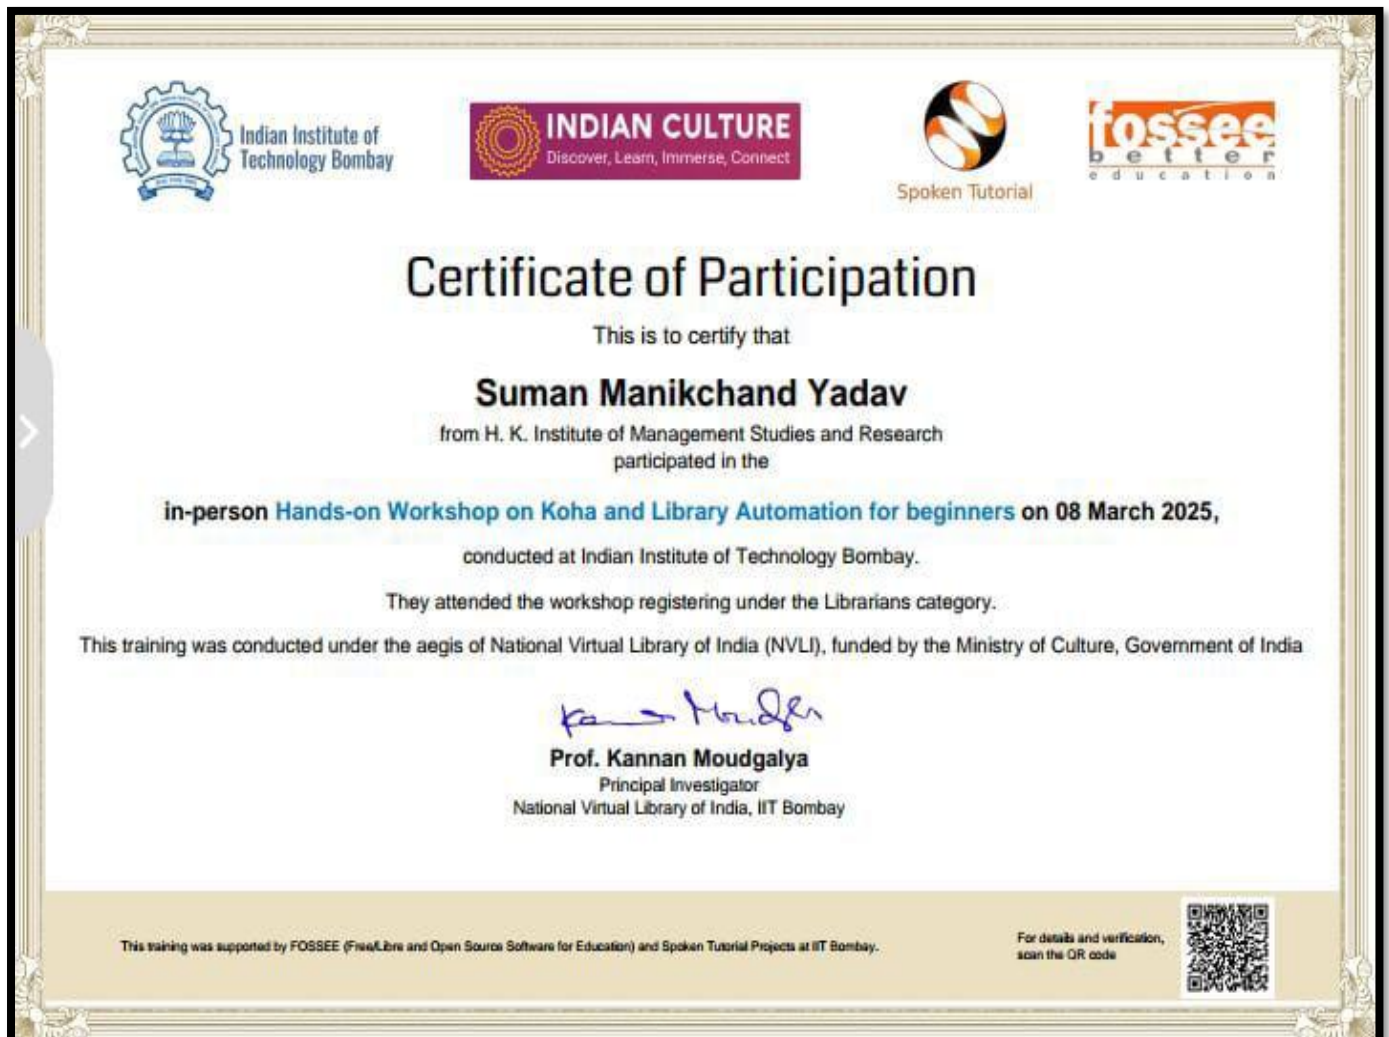 Indian Institute of
Technology Bombay
INDIAN CULTURE
Discover, Learn, Immerse, Connect
Spoken Tutorial
fossee
better
education
Certificate of Participation
This is to certify that
Suman Manikchand Yadav
from H. K. Institute of Management Studies and Research
participated in the
in-person Hands-on Workshop on Koha and Library Automation for beginners on 08 March 2025,
conducted at Indian Institute of Technology Bombay.
They attended the workshop registering under the Librarians category.
This training was conducted under the aegis of National Virtual Library of India (NVLI), funded by the Ministry of Culture, Government of India
Prof. Kannan Moudgalya
Principal Investigator
National Virtual Library of India, IIT Bombay
This training was supported by FOSSEE (Free/Libre and Open Source Software for Education) and Spoken Tutorial Projects at IIT Bombay.
For details and verification,
scan the QR code